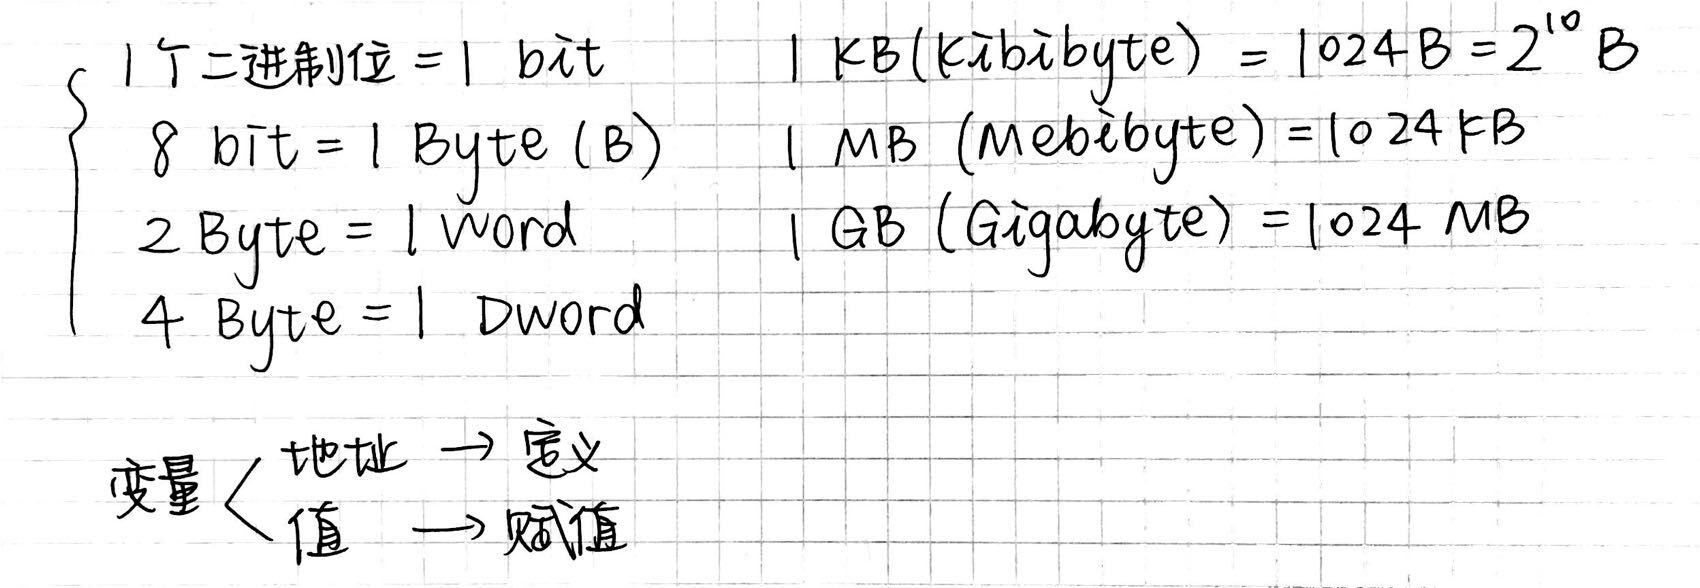 1个二进制位 = 1 bit
8 bit = 1 Byte (B)
2 Byte = 1 Word
4 Byte = 1 Dword
1 KB (Kibibyte) = 1024 B = 2¹⁰ B
1 MB (Mebibyte) = 1024 KB
1 GB (Gigabyte) = 1024 MB
变量
地址 → 定义
值 → 赋值